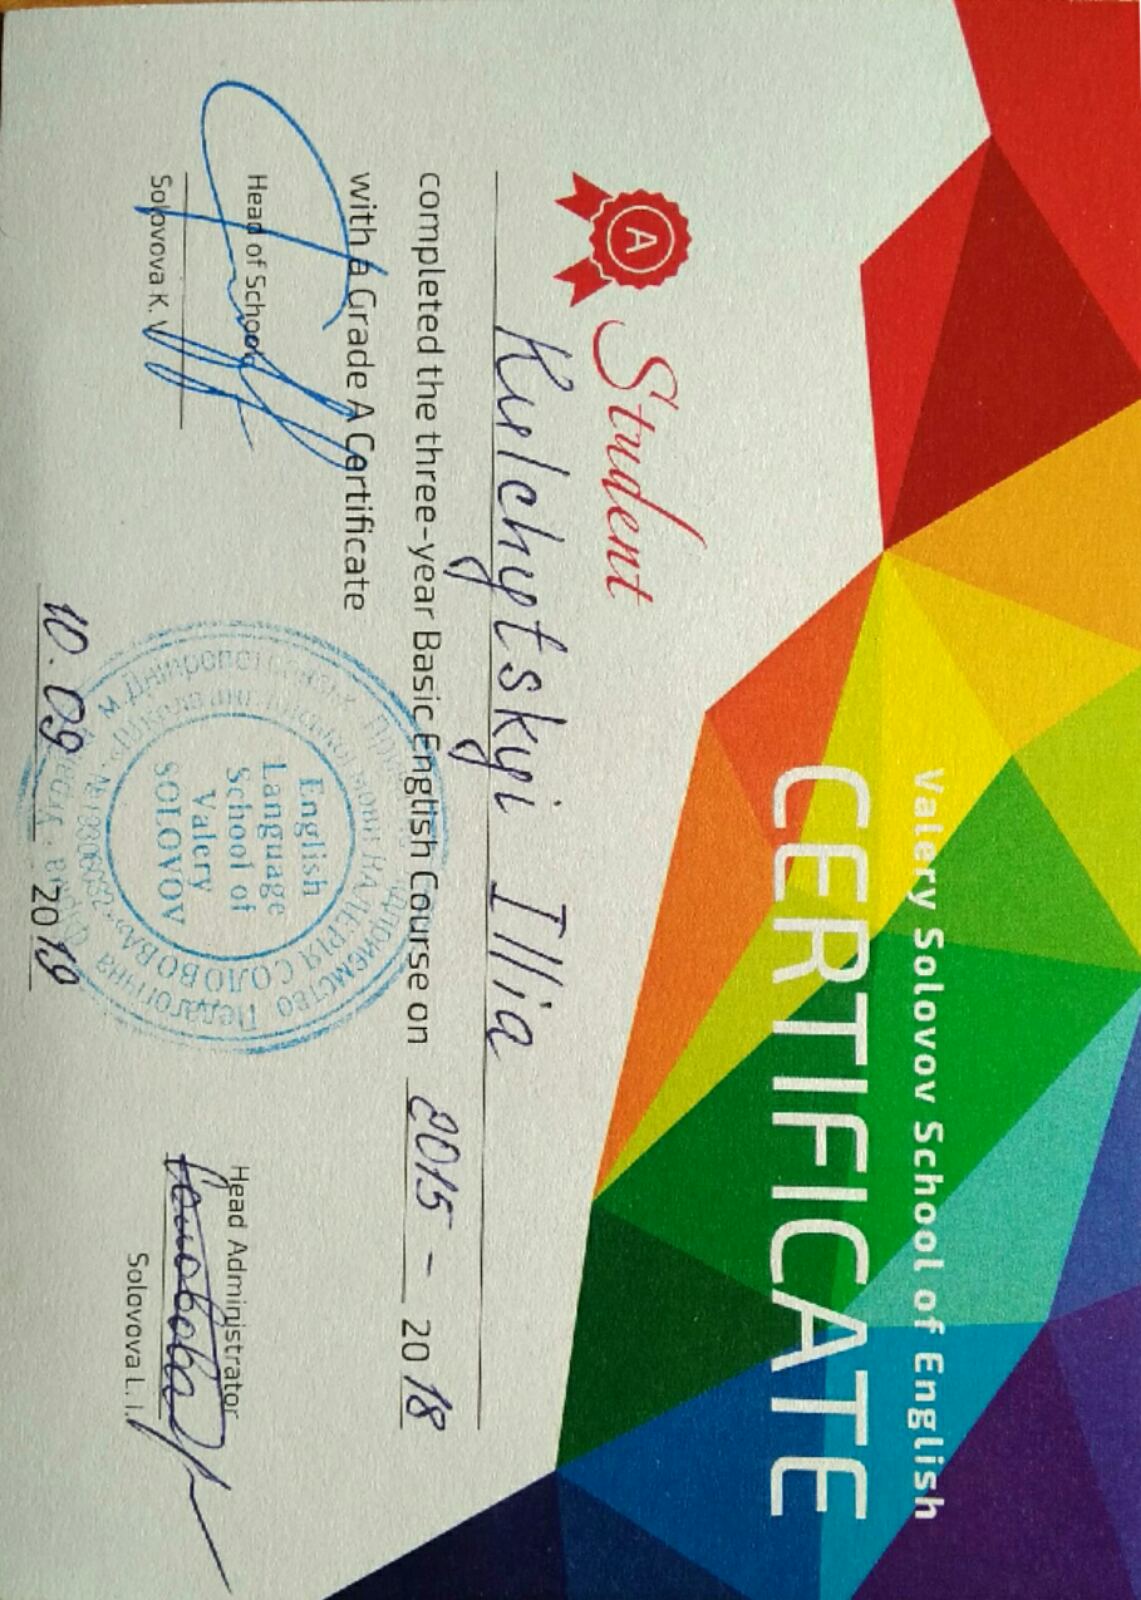 Valery Solovov School of English
CERTIFICATE
A
Student
Kulchytskyi Illia
completed the three-year Basic English Course on 2015 - 2018
with a Grade A Certificate
Head of School
Solovova K. V.
Head Administrator
Solovova L. I.
English
Language
School of
Valery
SOLOVOV
10.09 2019